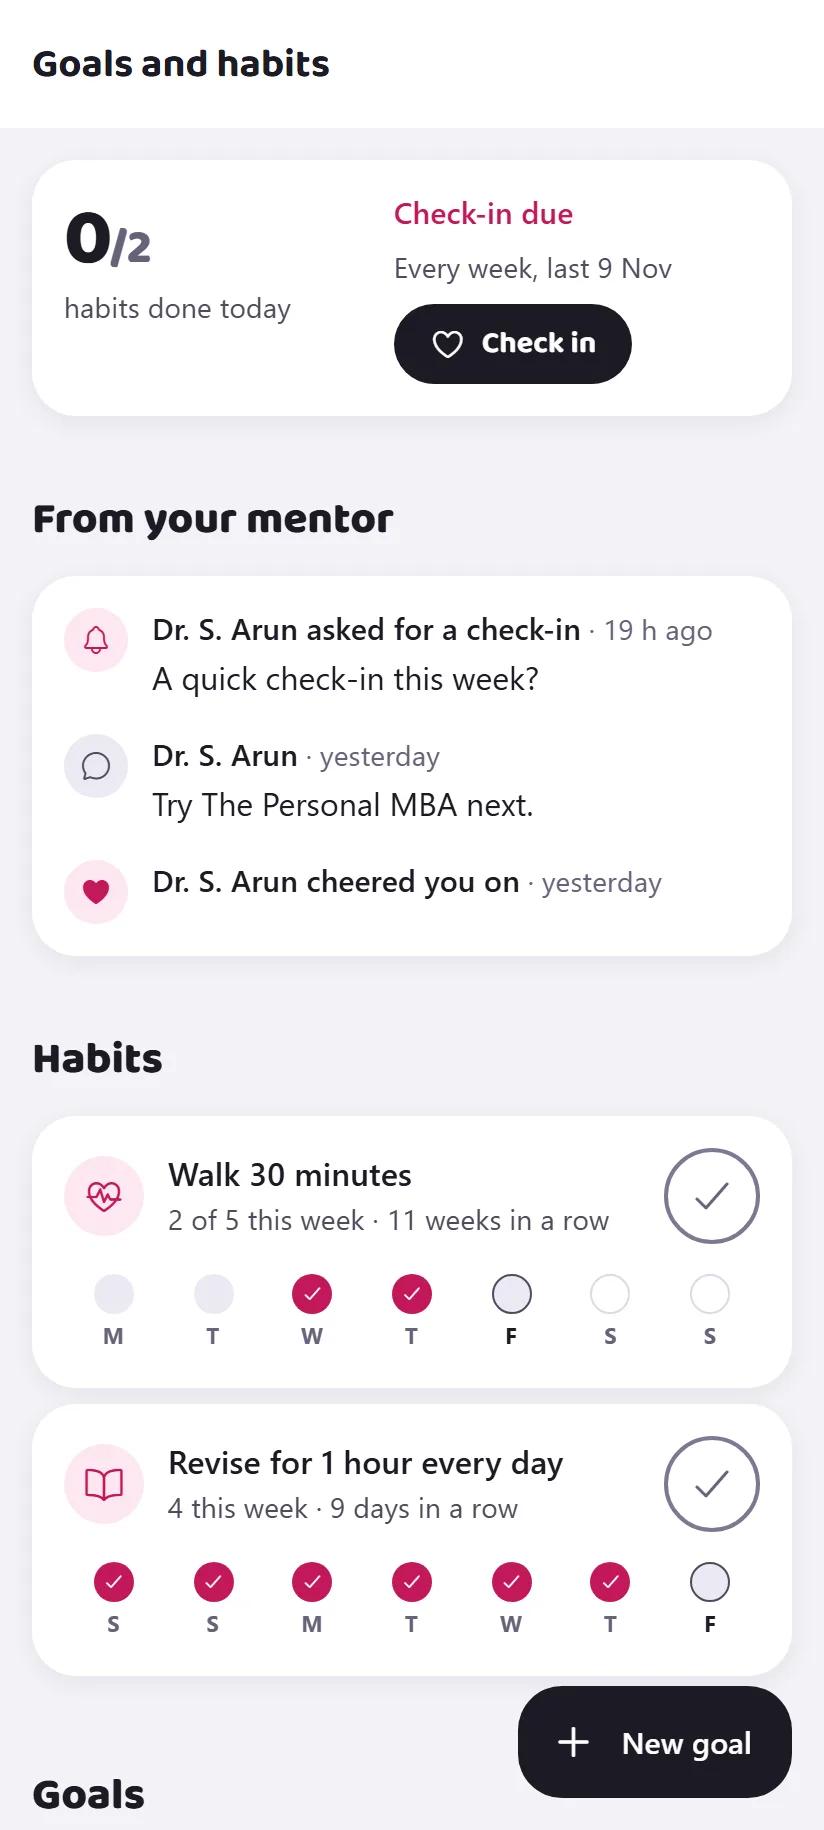 Goals and habits
0/2
habits done today
Check-in due
Every week, last 9 Nov
Check in
From your mentor
Dr. S. Arun asked for a check-in · 19 h ago
A quick check-in this week?
Dr. S. Arun · yesterday
Try The Personal MBA next.
Dr. S. Arun cheered you on · yesterday
Habits
Walk 30 minutes
2 of 5 this week · 11 weeks in a row
M T W T F S S
Revise for 1 hour every day
4 this week · 9 days in a row
S S M T W T F
New goal
Goals